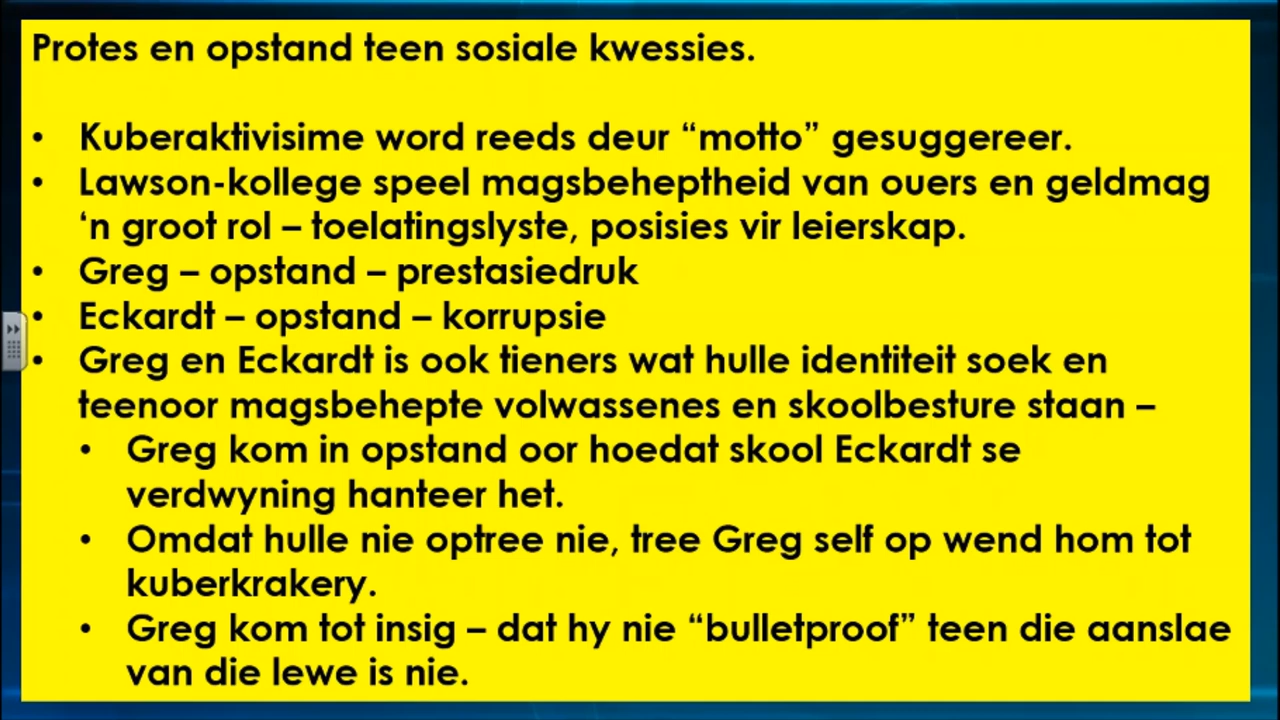 Protes en opstand teen sosiale kwessies.
• Kuberaktivisime word reeds deur “motto” gesuggereer.
• Lawson-kollege speel magsbeheptheid van ouers en geldmag
‘n groot rol – toelatingslyste, posisies vir leierskap.
• Greg – opstand – prestasiedruk
• Eckardt – opstand – korrupsie
• Greg en Eckardt is ook tieners wat hulle identiteit soek en
teenoor magsbehepte volwassenes en skoolbesture staan –
• Greg kom in opstand oor hoedat skool Eckardt se
verdwyning hanteer het.
• Omdat hulle nie optree nie, tree Greg self op wend hom tot
kuberkrakery.
• Greg kom tot insig – dat hy nie “bulletproof” teen die aanslae
van die lewe is nie.